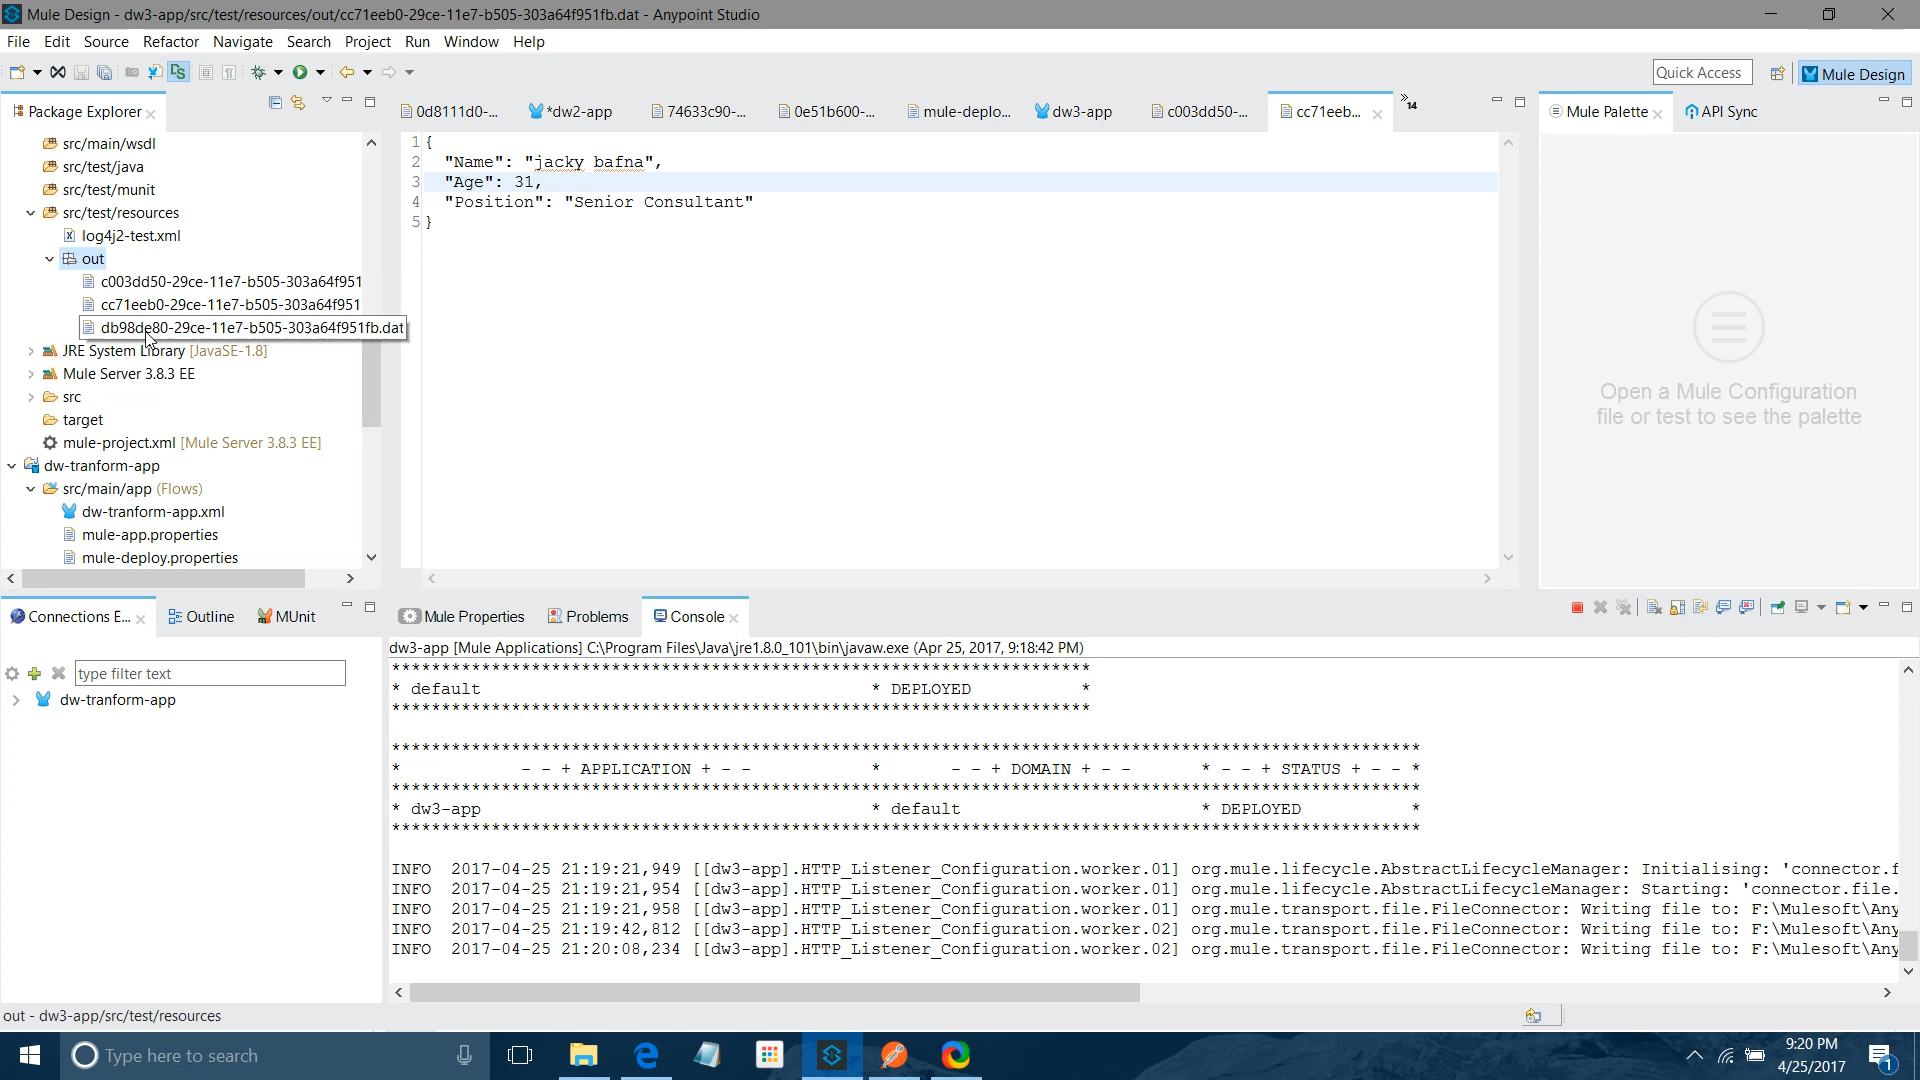 Mule Design - dw3-app/src/test/resources/out/cc71eeb0-29ce-11e7-b505-303a64f951fb.dat - Anypoint Studio
File Edit Source Refactor Navigate Search Project Run Window Help
Quick Access
Mule Design
Package Explorer
0d8111d0-... *dw2-app 74633c90-... 0e51b600-... mule-deplo... dw3-app c003dd50-... cc71eeb... 14
Mule Palette API Sync
src/main/wsdl
src/test/java
src/test/munit
src/test/resources
log4j2-test.xml
out
c003dd50-29ce-11e7-b505-303a64f951
cc71eeb0-29ce-11e7-b505-303a64f951
db98de80-29ce-11e7-b505-303a64f951fb.dat
JRE System Library [JavaSE-1.8]
Mule Server 3.8.3 EE
src
target
mule-project.xml [Mule Server 3.8.3 EE]
dw-tranform-app
src/main/app (Flows)
dw-tranform-app.xml
mule-app.properties
mule-deploy.properties
1 {
2 "Name": "jacky bafna",
3 "Age": 31,
4 "Position": "Senior Consultant"
5 }
Open a Mule Configuration
file or test to see the palette
Connections E... Outline MUnit
type filter text
dw-tranform-app
Mule Properties Problems Console
dw3-app [Mule Applications] C:\Program Files\Java\jre1.8.0_101\bin\javaw.exe (Apr 25, 2017, 9:18:42 PM)
**********************************************************************
* default * DEPLOYED *
**********************************************************************
*******************************************************************************************************
* - - + APPLICATION + - - * - - + DOMAIN + - - * - - + STATUS + - - *
*******************************************************************************************************
* dw3-app * default * DEPLOYED *
*******************************************************************************************************
INFO 2017-04-25 21:19:21,949 [[dw3-app].HTTP_Listener_Configuration.worker.01] org.mule.lifecycle.AbstractLifecycleManager: Initialising: 'connector.f
INFO 2017-04-25 21:19:21,954 [[dw3-app].HTTP_Listener_Configuration.worker.01] org.mule.lifecycle.AbstractLifecycleManager: Starting: 'connector.file.
INFO 2017-04-25 21:19:21,958 [[dw3-app].HTTP_Listener_Configuration.worker.01] org.mule.transport.file.FileConnector: Writing file to: F:\Mulesoft\Any
INFO 2017-04-25 21:19:42,812 [[dw3-app].HTTP_Listener_Configuration.worker.02] org.mule.transport.file.FileConnector: Writing file to: F:\Mulesoft\Any
INFO 2017-04-25 21:20:08,234 [[dw3-app].HTTP_Listener_Configuration.worker.02] org.mule.transport.file.FileConnector: Writing file to: F:\Mulesoft\Any
out - dw3-app/src/test/resources
Type here to search
9:20 PM
4/25/2017
1